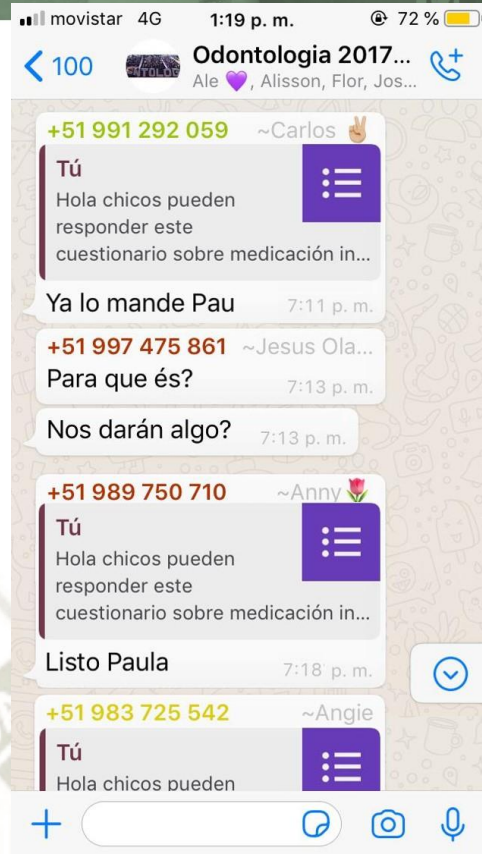 movistar 4G 1:19 p. m. 72 %
100 Odontologia 2017...
Ale 💜, Alisson, Flor, Jos...
+51 991 292 059 ~Carlos ✌🏼
Tú
Hola chicos pueden
responder este
cuestionario sobre medicación in...
Ya lo mande Pau 7:11 p. m.
+51 997 475 861 ~Jesus Ola...
Para que és? 7:13 p. m.
Nos darán algo? 7:13 p. m.
+51 989 750 710 ~Anny🌷
Tú
Hola chicos pueden
responder este
cuestionario sobre medicación in...
Listo Paula 7:18 p. m.
+51 983 725 542 ~Angie
Tú
Hola chicos pueden